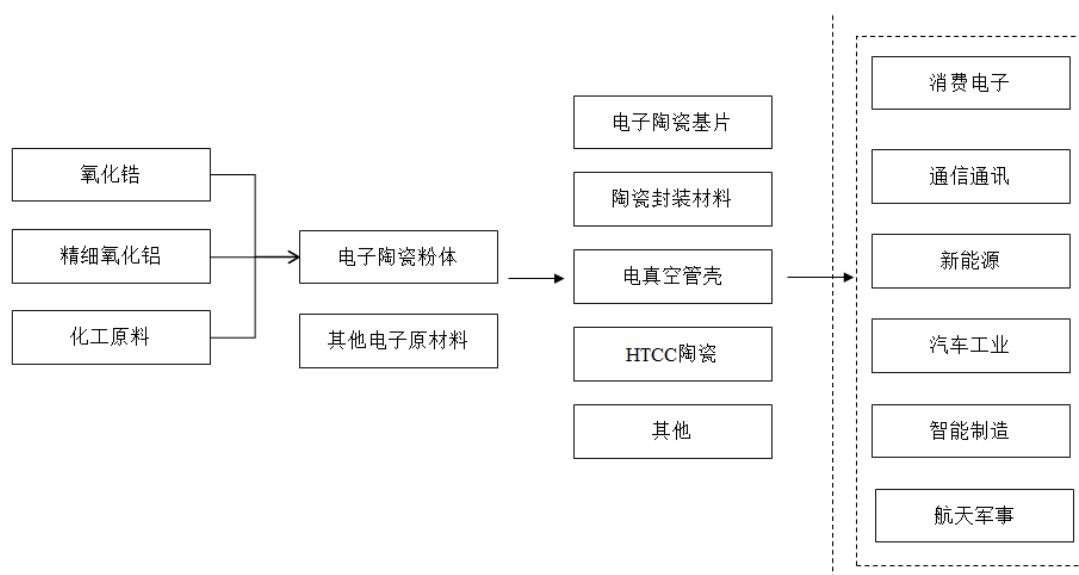 氧化锆
精细氧化铝
化工原料
电子陶瓷粉体
其他电子原材料
电子陶瓷基片
陶瓷封装材料
电真空管壳
HTCC陶瓷
其他
消费电子
通信通讯
新能源
汽车工业
智能制造
航天军事